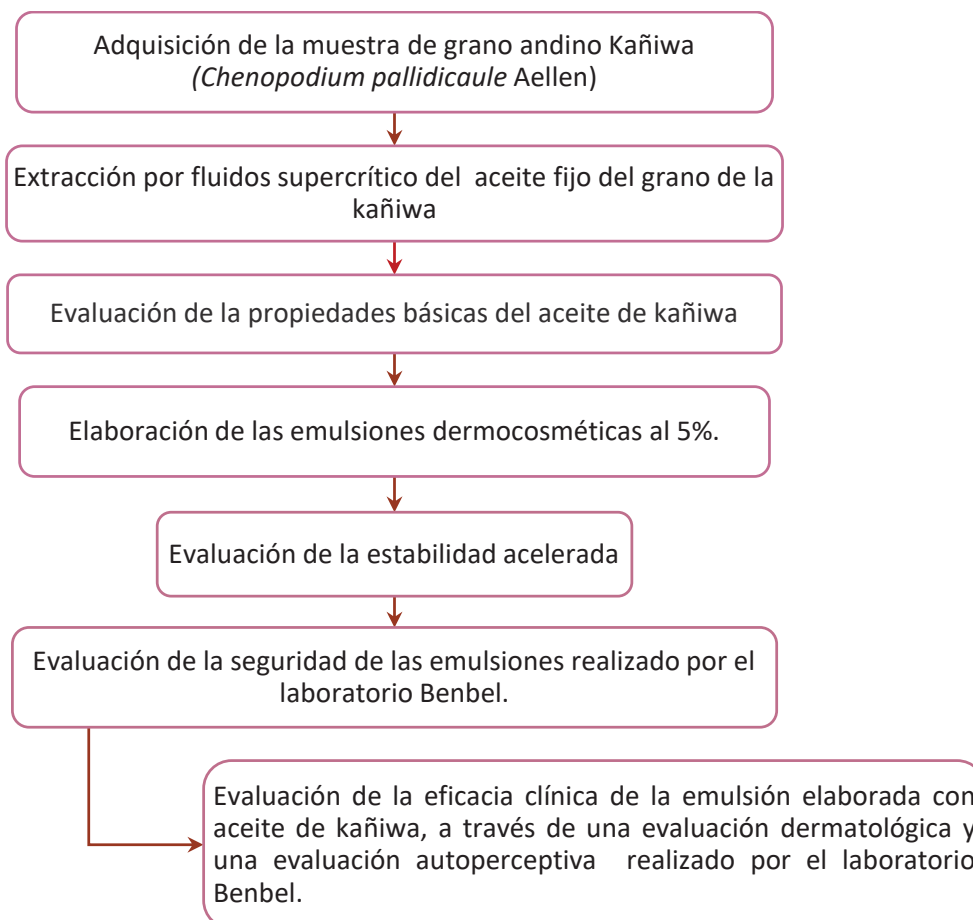 Adquisición de la muestra de grano andino Kañiwa
(Chenopodium pallidicaule Aellen)
Extracción por fluidos supercrítico del aceite fijo del grano de la
kañiwa
Evaluación de la propiedades básicas del aceite de kañiwa
Elaboración de las emulsiones dermocosméticas al 5%.
Evaluación de la estabilidad acelerada
Evaluación de la seguridad de las emulsiones realizado por el
laboratorio Benbel.
Evaluación de la eficacia clínica de la emulsión elaborada con
aceite de kañiwa, a través de una evaluación dermatológica y
una evaluación autoperceptiva realizado por el laboratorio
Benbel.